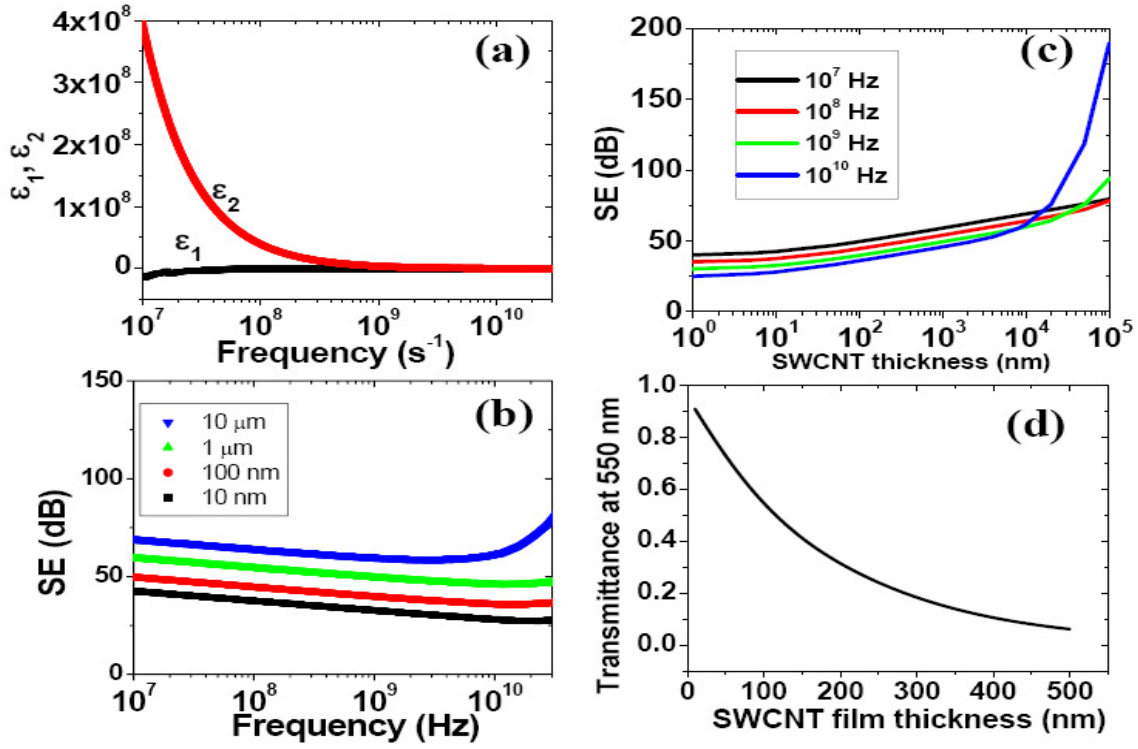 (a)
4x10⁸
3x10⁸
2x10⁸
1x10⁸
0
ε₁, ε₂
ε₂
ε₁
10⁷ 10⁸ 10⁹ 10¹⁰
Frequency (s⁻¹)
(c)
200
150
100
50
0
SE (dB)
10⁷ Hz
10⁸ Hz
10⁹ Hz
10¹⁰ Hz
10⁰ 10¹ 10² 10³ 10⁴ 10⁵
SWCNT thickness (nm)
(b)
150
100
50
0
SE (dB)
10 μm
1 μm
100 nm
10 nm
10⁷ 10⁸ 10⁹ 10¹⁰
Frequency (Hz)
(d)
1.0
0.8
0.6
0.4
0.2
0.0
Transmittance at 550 nm
0 100 200 300 400 500
SWCNT film thickness (nm)